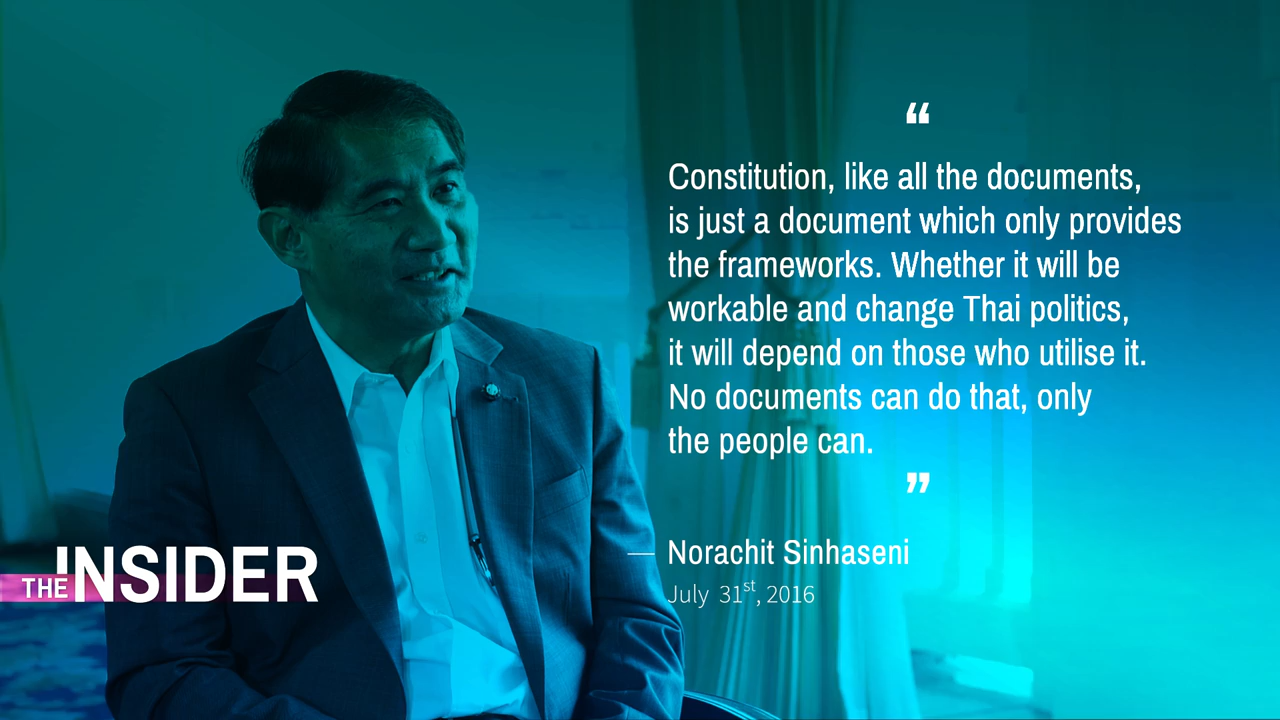 “
Constitution, like all the documents,
is just a document which only provides
the frameworks. Whether it will be
workable and change Thai politics,
it will depend on those who utilise it.
No documents can do that, only
the people can.
”
— Norachit Sinhaseni
July 31st, 2016
THE INSIDER